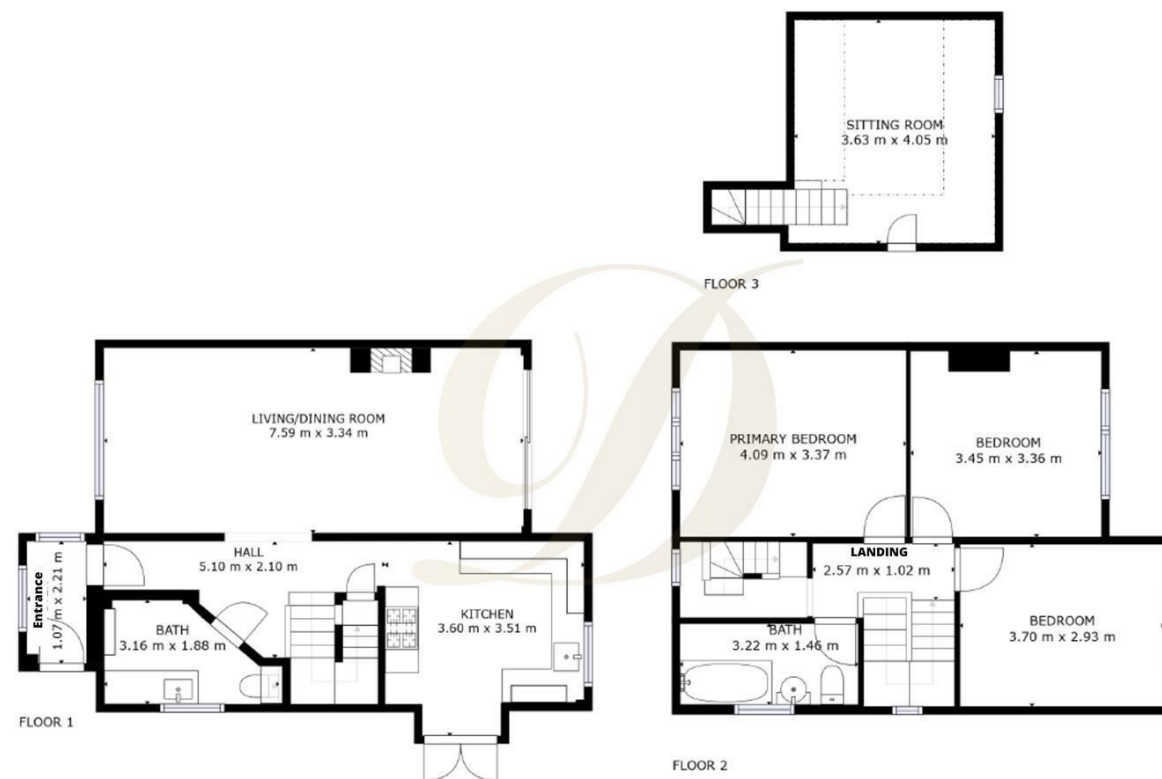 SITTING ROOM
3.63 m x 4.05 m
FLOOR 3
LIVING/DINING ROOM
7.59 m x 3.34 m
HALL
5.10 m x 2.10 m
Entrance
1.07 m x 2.21 m
BATH
3.16 m x 1.88 m
KITCHEN
3.60 m x 3.51 m
FLOOR 1
PRIMARY BEDROOM
4.09 m x 3.37 m
BEDROOM
3.45 m x 3.36 m
LANDING
2.57 m x 1.02 m
BATH
3.22 m x 1.46 m
BEDROOM
3.70 m x 2.93 m
FLOOR 2
D